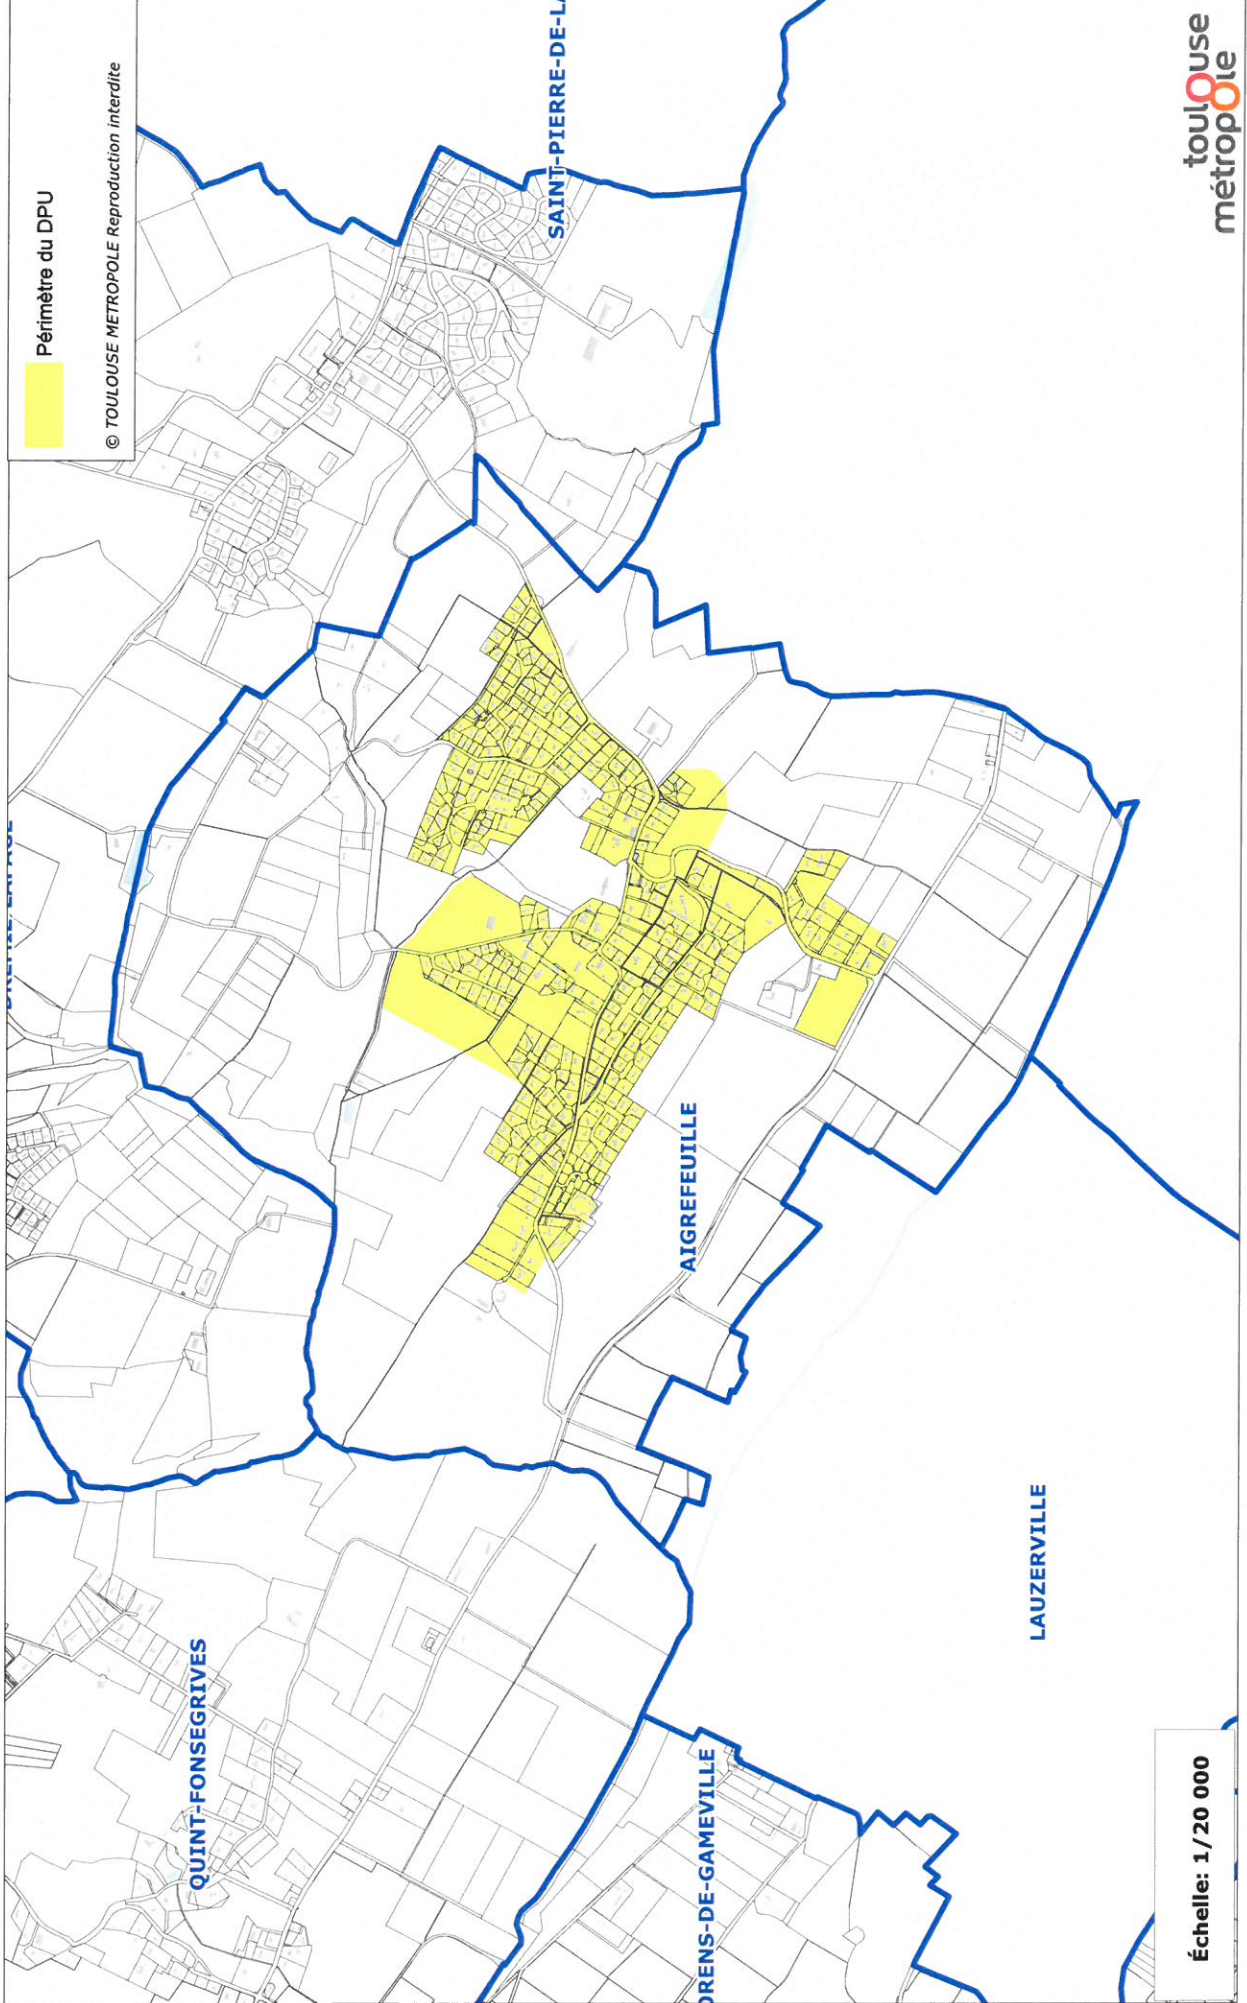 Périmètre du DPU
© TOULOUSE METROPOLE Reproduction interdite
SAINT-PIERRE-DE-LA
QUINT-FONSEGRIVES
AIGREFEUILLE
ORENS-DE-GAMEVILLE
LAUZERVILLE
Échelle: 1/20 000
toulouse
métropole